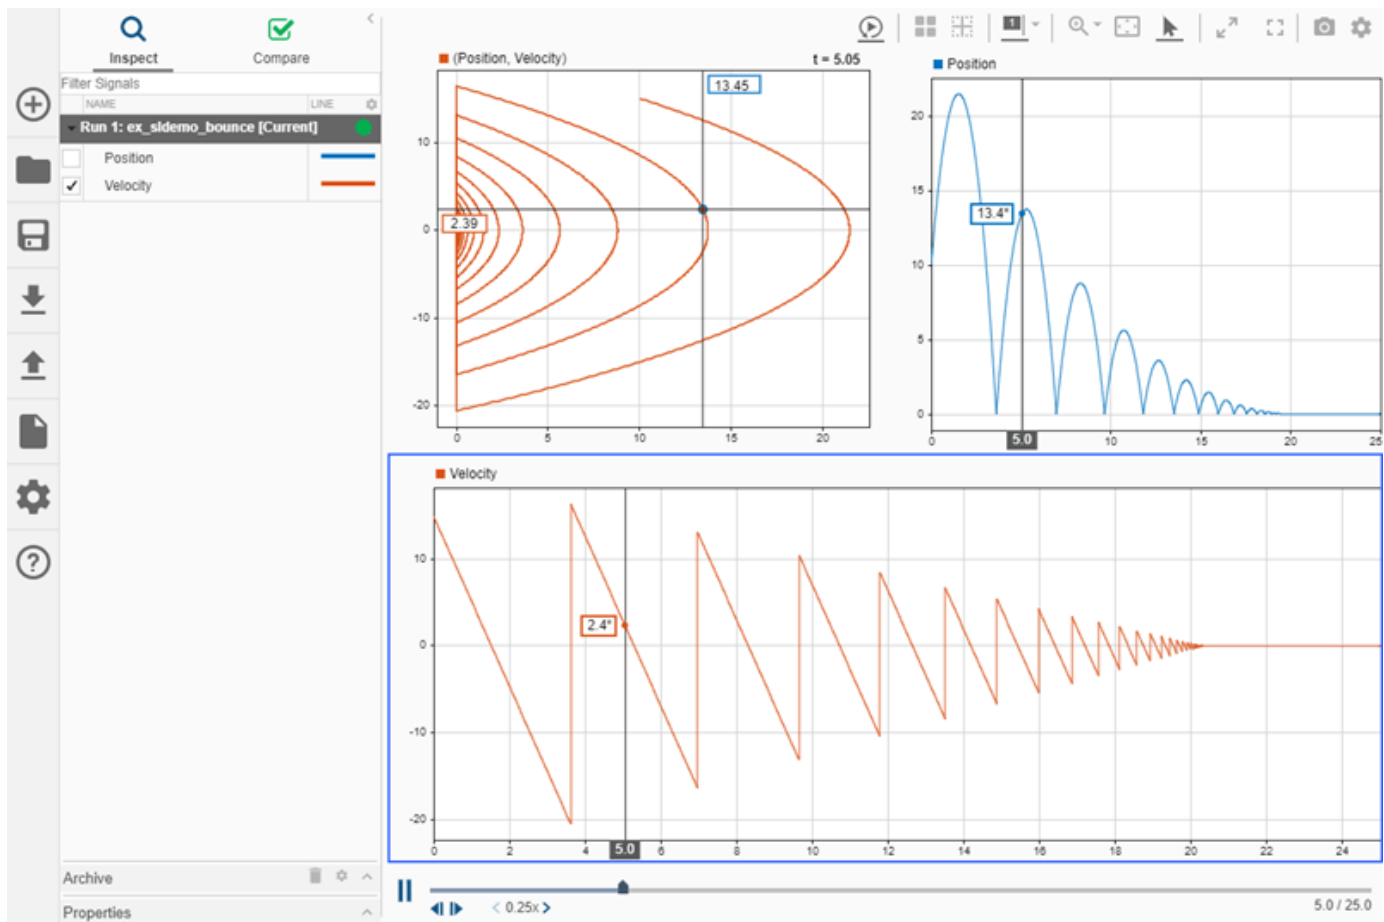 Inspect
Compare
Filter Signals
NAME
LINE
Run 1: ex_sldemo_bounce [Current]
Position
Velocity
Archive
Properties
1
(Position, Velocity)
t = 5.05
13.45
2.39
10
0
-10
-20
0
5
10
15
20
Position
20
15
10
5
0
13.4*
0
5.0
10
15
20
25
Velocity
10
0
-10
-20
2.4*
0
2
4
5.0
6
8
10
12
14
16
18
20
22
24
0.25x
5.0 / 25.0